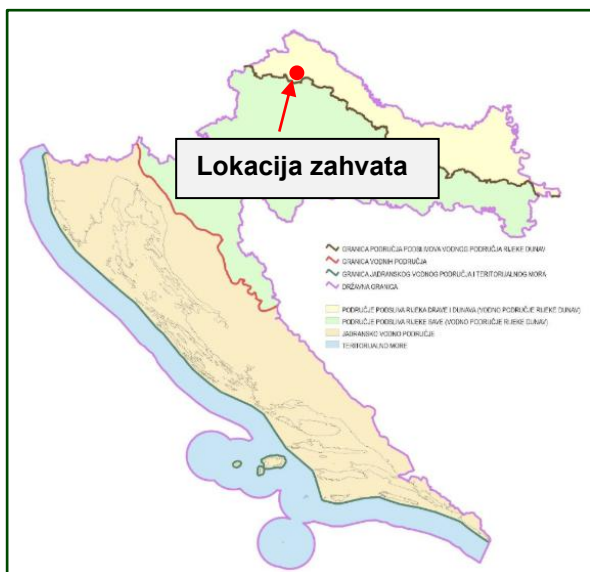 Lokacija zahvata
GRANICA PODRUČJA PODSLIVOVA VODNOG PODRUČJA RIJEKE DUNAV
GRANICA VODNIH PODRUČJA
GRANICA JADRANSKOG VODNOG PODRUČJA I TERITORIJALNOG MORA
DRŽAVNA GRANICA
PODRUČJE PODSLIVA RIJEKA DRAVE I DUNAVA (VODNO PODRUČJE RIJEKE DUNAV)
PODRUČJE PODSLIVA RIJEKE SAVE (VODNO PODRUČJE RIJEKE DUNAV)
JADRANSKO VODNO PODRUČJE
TERITORIJALNO MORE